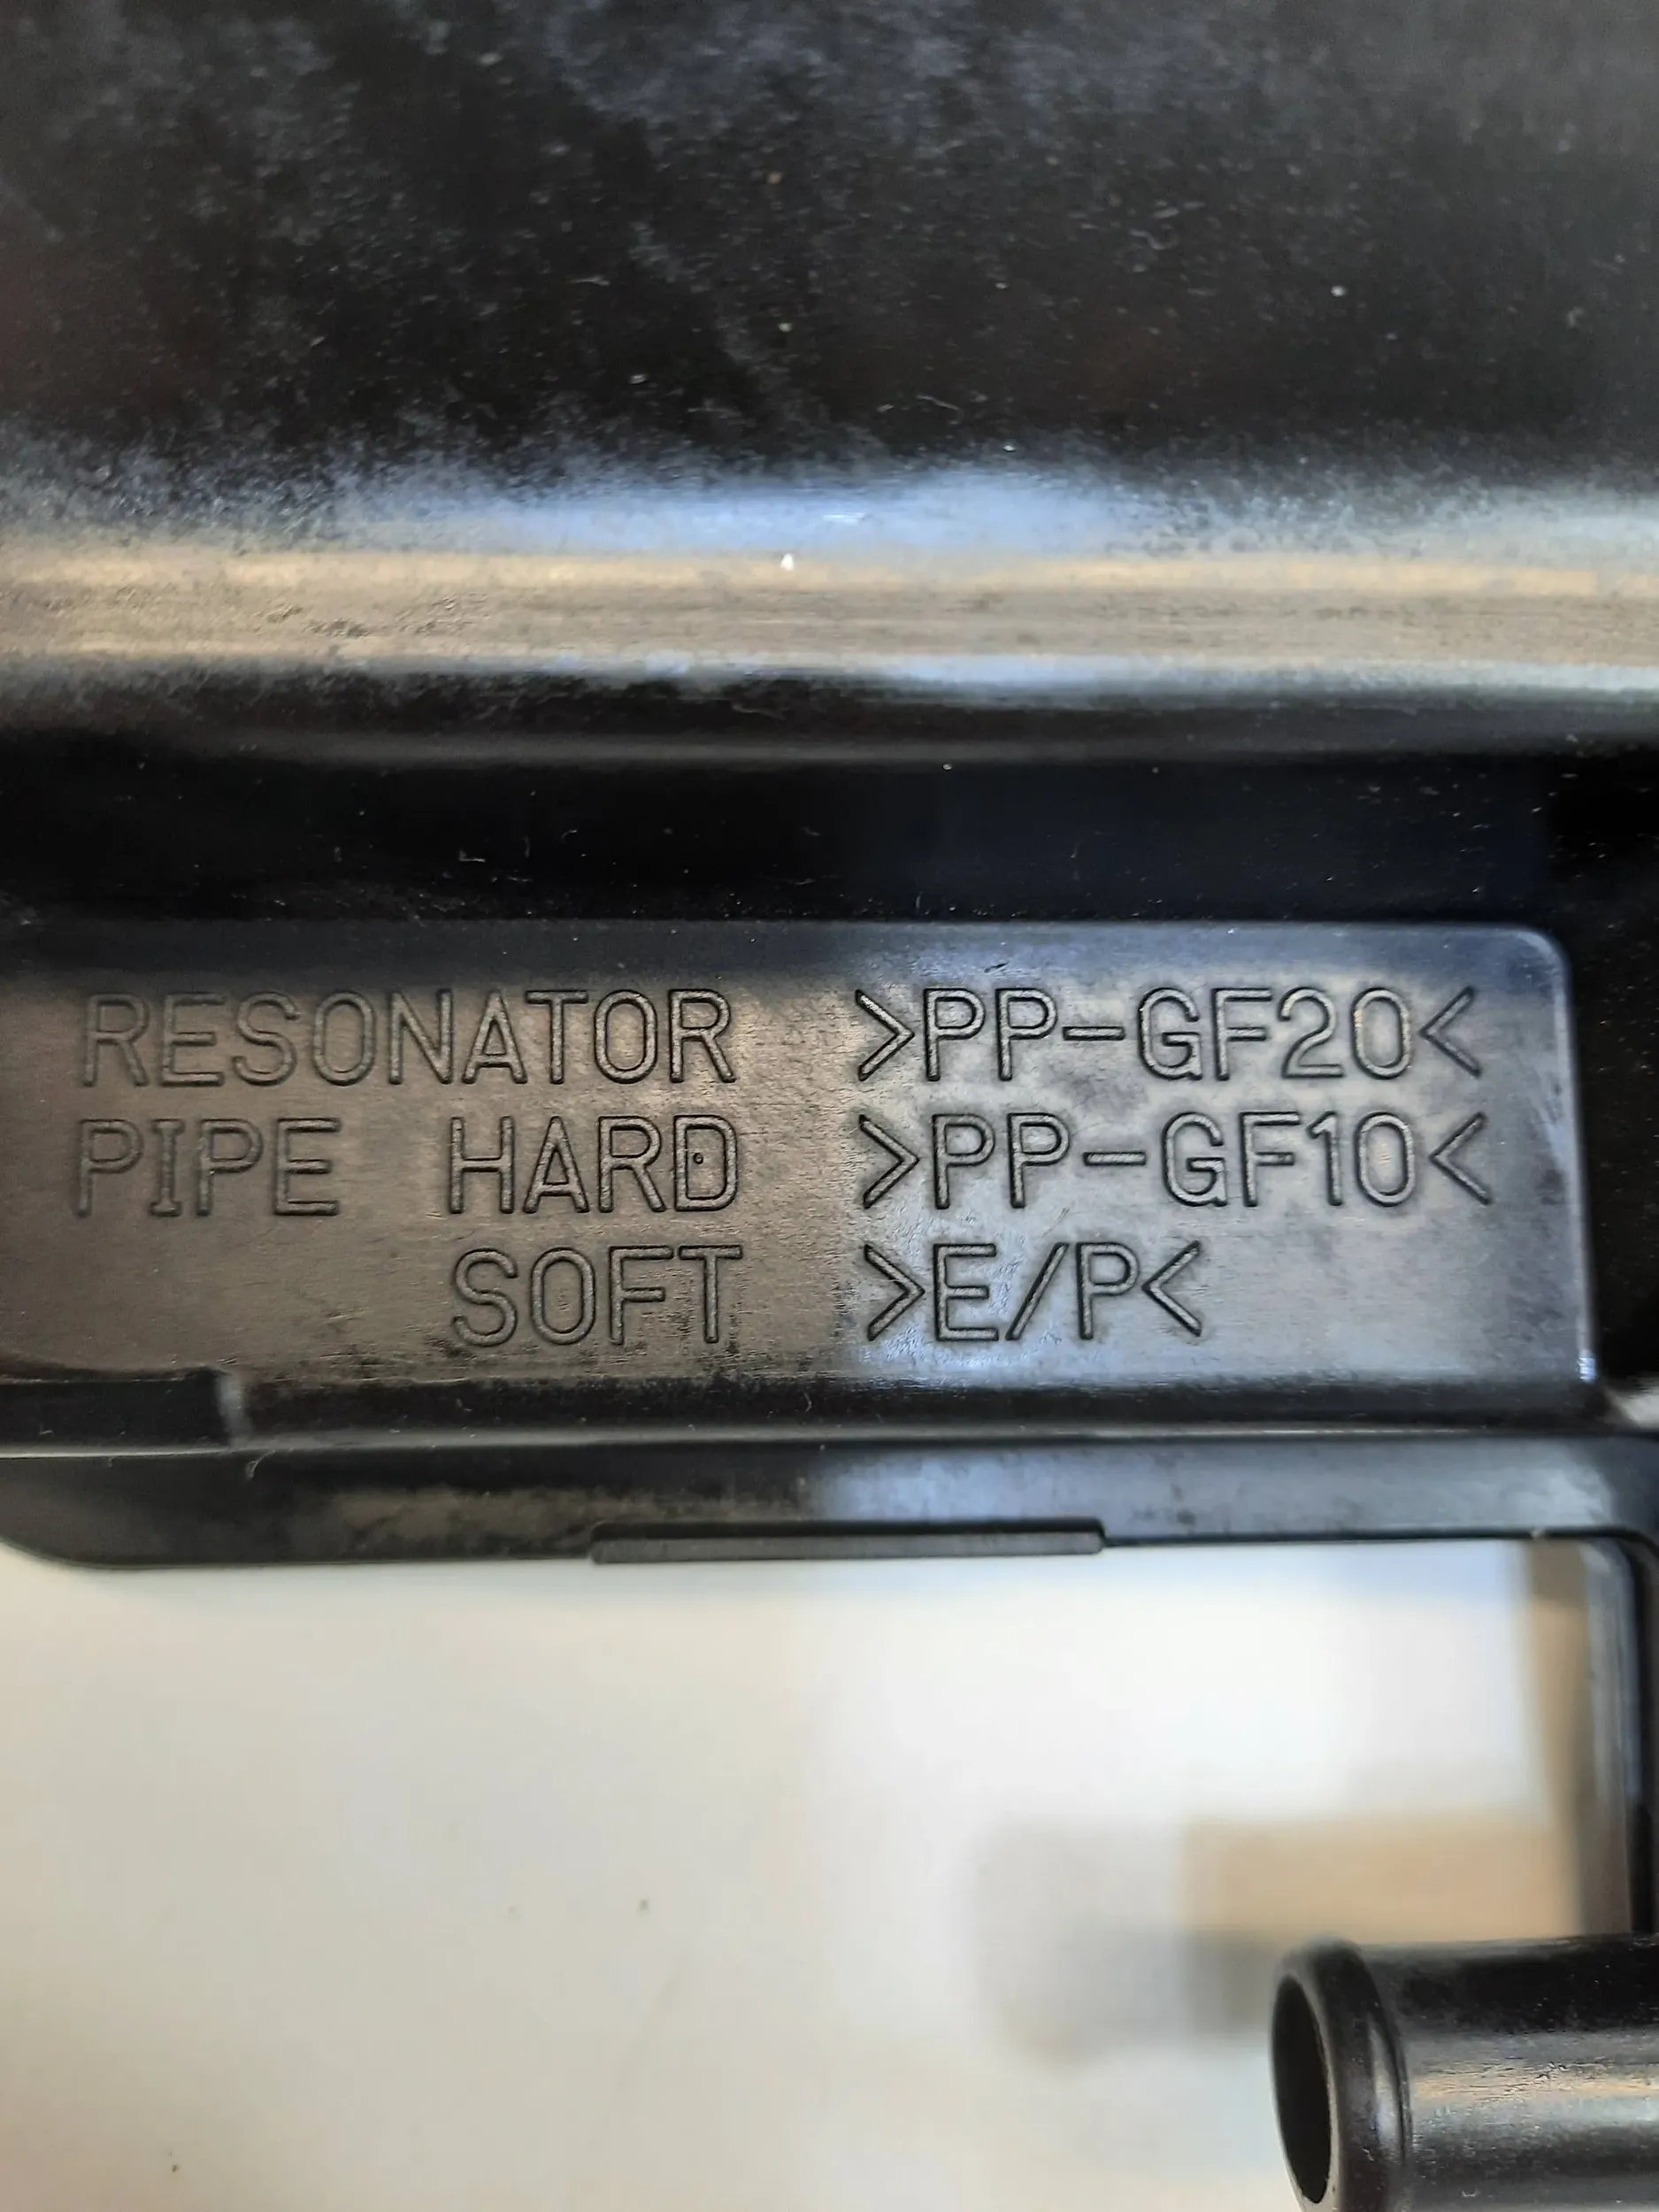 RESONATOR >PP-GF20<
PIPE HARD >PP-GF10<
SOFT >E/P<